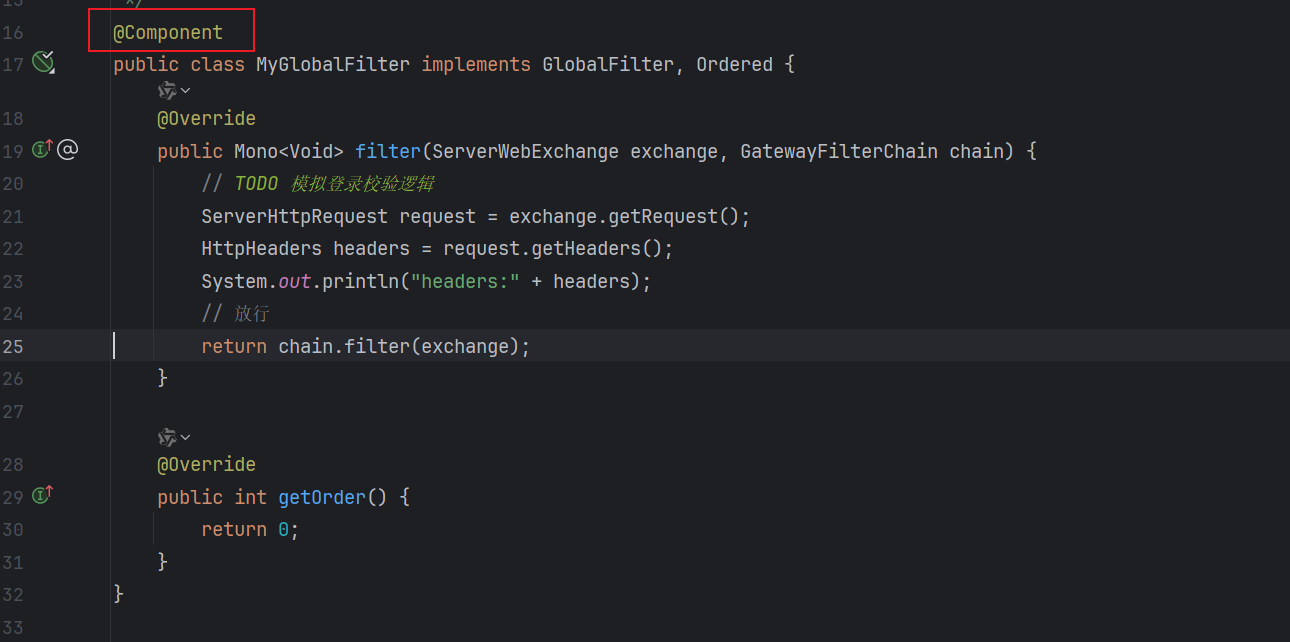 15 */
16 @Component
17 public class MyGlobalFilter implements GlobalFilter, Ordered {
18 @Override
19 public Mono<Void> filter(ServerWebExchange exchange, GatewayFilterChain chain) {
20 // TODO 模拟登录校验逻辑
21 ServerHttpRequest request = exchange.getRequest();
22 HttpHeaders headers = request.getHeaders();
23 System.out.println("headers:" + headers);
24 // 放行
25 return chain.filter(exchange);
26 }
27
28 @Override
29 public int getOrder() {
30 return 0;
31 }
32 }
33